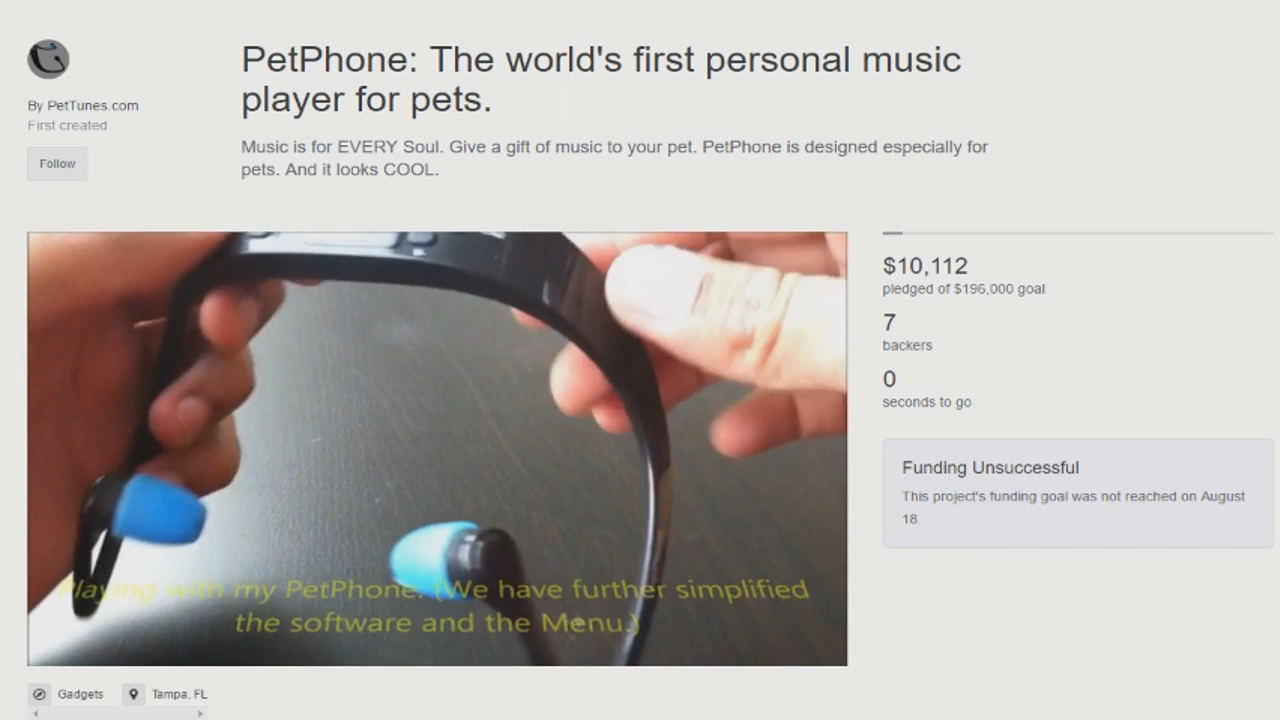 PetPhone: The world's first personal music
player for pets.
By PetTunes.com
First created
Follow
Music is for EVERY Soul. Give a gift of music to your pet. PetPhone is designed especially for
pets. And it looks COOL.
$10,112
pledged of $196,000 goal
7
backers
0
seconds to go
Funding Unsuccessful
This project's funding goal was not reached on August
18.
Playing with my PetPhone. (We have further simplified
the software and the Menu.)
Gadgets
Tampa, FL